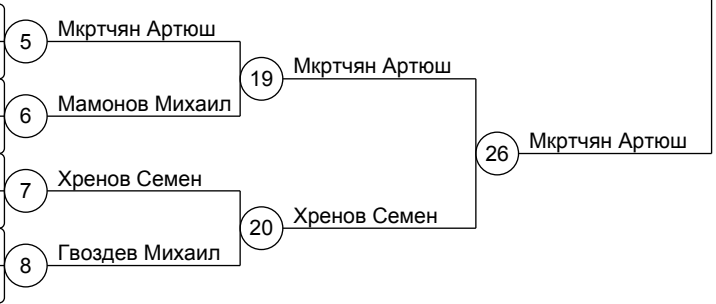 5 Мкртчян Артюш
19 Мкртчян Артюш
6 Мамонов Михаил
26 Мкртчян Артюш
7 Хренов Семен
20 Хренов Семен
8 Гвоздев Михаил